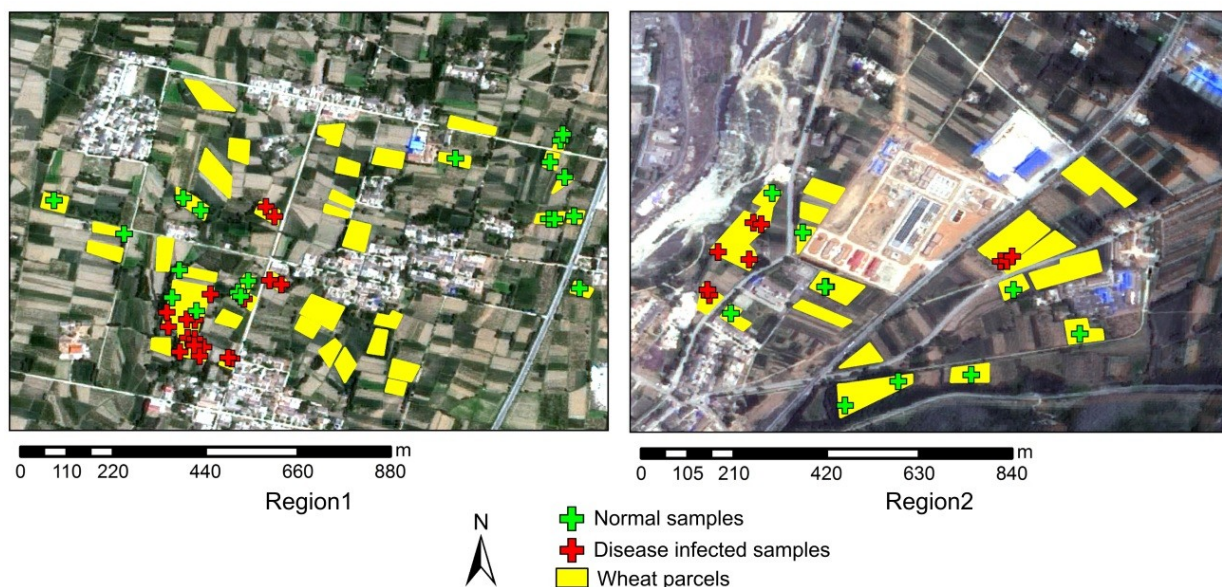 m
0 110 220 440 660 880
Region1
m
0 105 210 420 630 840
Region2
N
Normal samples
Disease infected samples
Wheat parcels